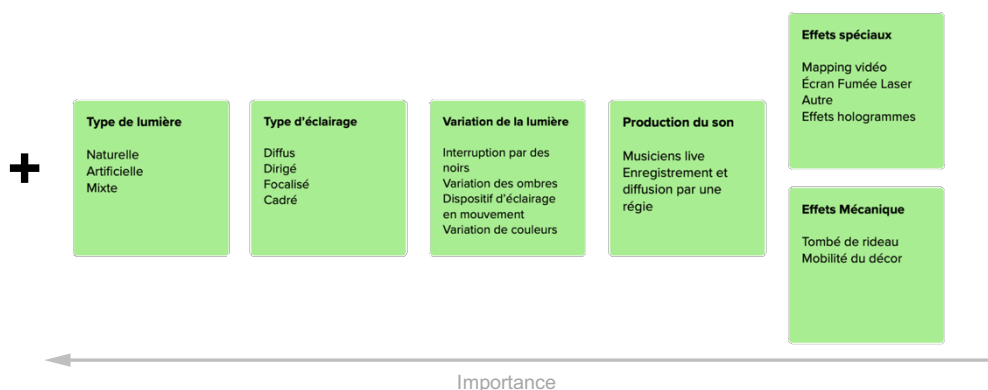 +
Type de lumière
Naturelle
Artificielle
Mixte
Type d'éclairage
Diffus
Dirigé
Focalisé
Cadré
Variation de la lumière
Interruption par des
noirs
Variation des ombres
Dispositif d'éclairage
en mouvement
Variation de couleurs
Production du son
Musiciens live
Enregistrement et
diffusion par une
régie
Effets spéciaux
Mapping vidéo
Écran Fumée Laser
Autre
Effets hologrammes
Effets Mécanique
Tombé de rideau
Mobilité du décor
Importance